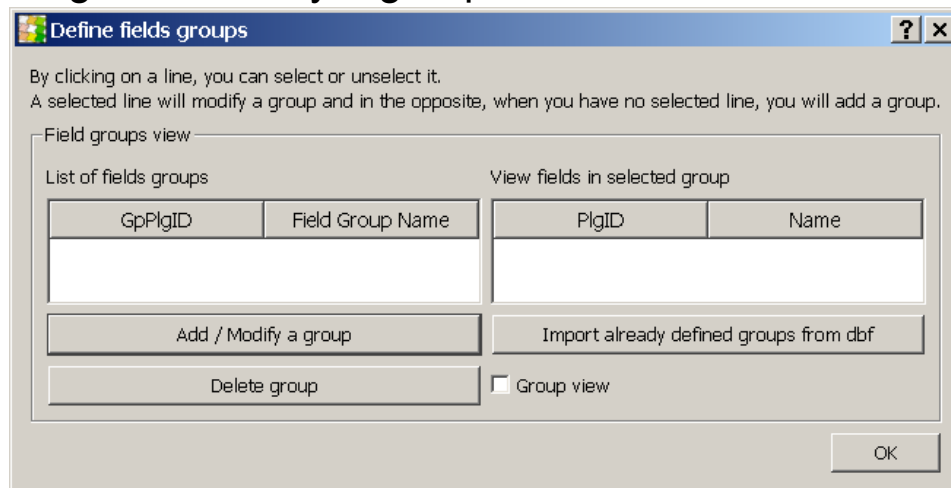 Define fields groups
By clicking on a line, you can select or unselect it.
A selected line will modify a group and in the opposite, when you have no selected line, you will add a group.
Field groups view
List of fields groups
View fields in selected group
GpPlgID
Field Group Name
PlgID
Name
Add / Modify a group
Import already defined groups from dbf
Delete group
Group view
OK